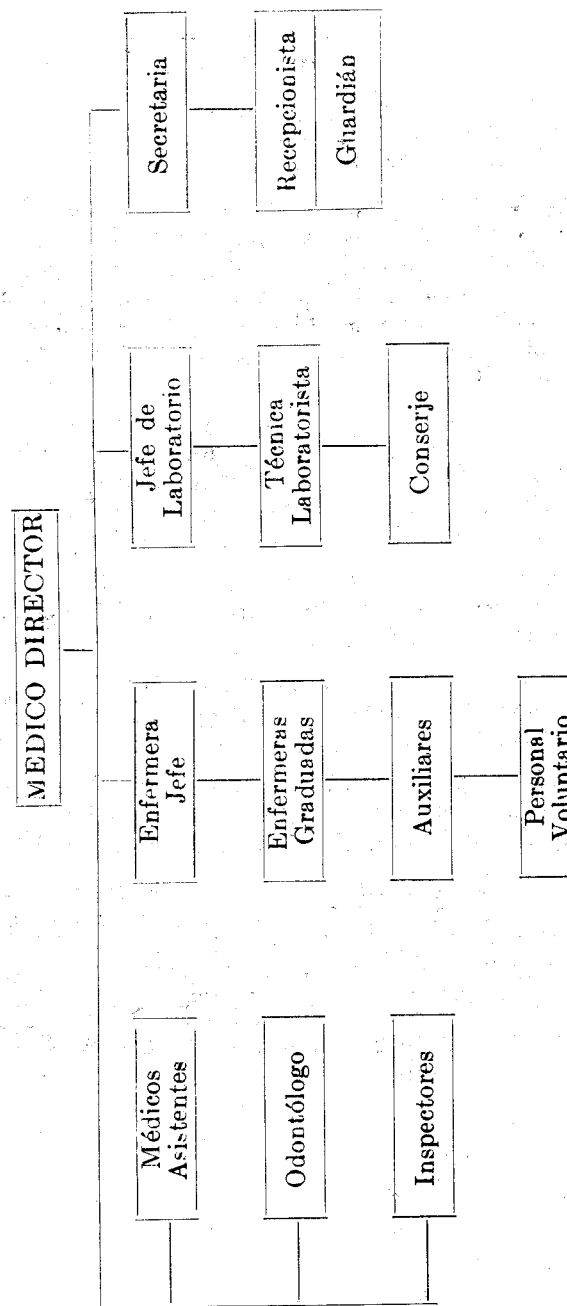 MEDICO DIRECTOR
Médicos
Asistentes
Odontólogo
Inspectores
Enfermera
Jefe
Enfermeras
Graduadas
Auxiliares
Personal
Voluntario
Jefe de
Laboratorio
Técnica
Laboratorista
Conserje
Secretaria
Recepcionista
Guardián